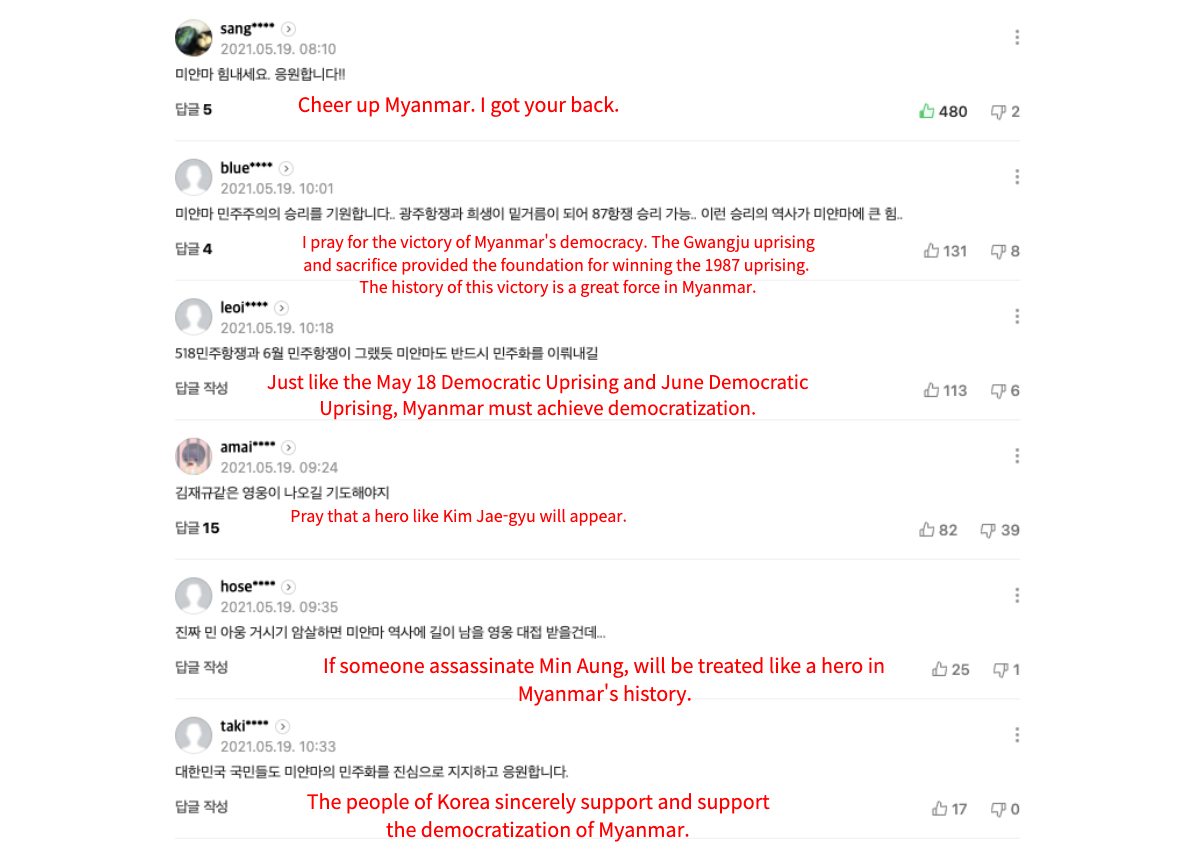 sang****
2021.05.19. 08:10
미얀마 힘내세요. 응원합니다!!
답글 5
Cheer up Myanmar. I got your back.
480
2
blue****
2021.05.19. 10:01
미얀마 민주주의의 승리를 기원합니다.. 광주항쟁과 희생이 밑거름이 되어 87항쟁 승리 가능.. 이런 승리의 역사가 미얀마에 큰 힘..
답글 4
I pray for the victory of Myanmar's democracy. The Gwangju uprising
and sacrifice provided the foundation for winning the 1987 uprising.
The history of this victory is a great force in Myanmar.
131
8
leoi****
2021.05.19. 10:18
518민주항쟁과 6월 민주항쟁이 그랬듯 미얀마도 반드시 민주화를 이뤄내길
답글 작성
Just like the May 18 Democratic Uprising and June Democratic
Uprising, Myanmar must achieve democratization.
113
6
amai****
2021.05.19. 09:24
김재규같은 영웅이 나오길 기도해야지
답글 15
Pray that a hero like Kim Jae-gyu will appear.
82
39
hose****
2021.05.19. 09:35
진짜 민 아웅 거시기 암살하면 미얀마 역사에 길이 남을 영웅 대접 받을건데...
답글 작성
If someone assassinate Min Aung, will be treated like a hero in
Myanmar's history.
25
1
taki****
2021.05.19. 10:33
대한민국 국민들도 미얀마의 민주화를 진심으로 지지하고 응원합니다.
답글 작성
The people of Korea sincerely support and support
the democratization of Myanmar.
17
0